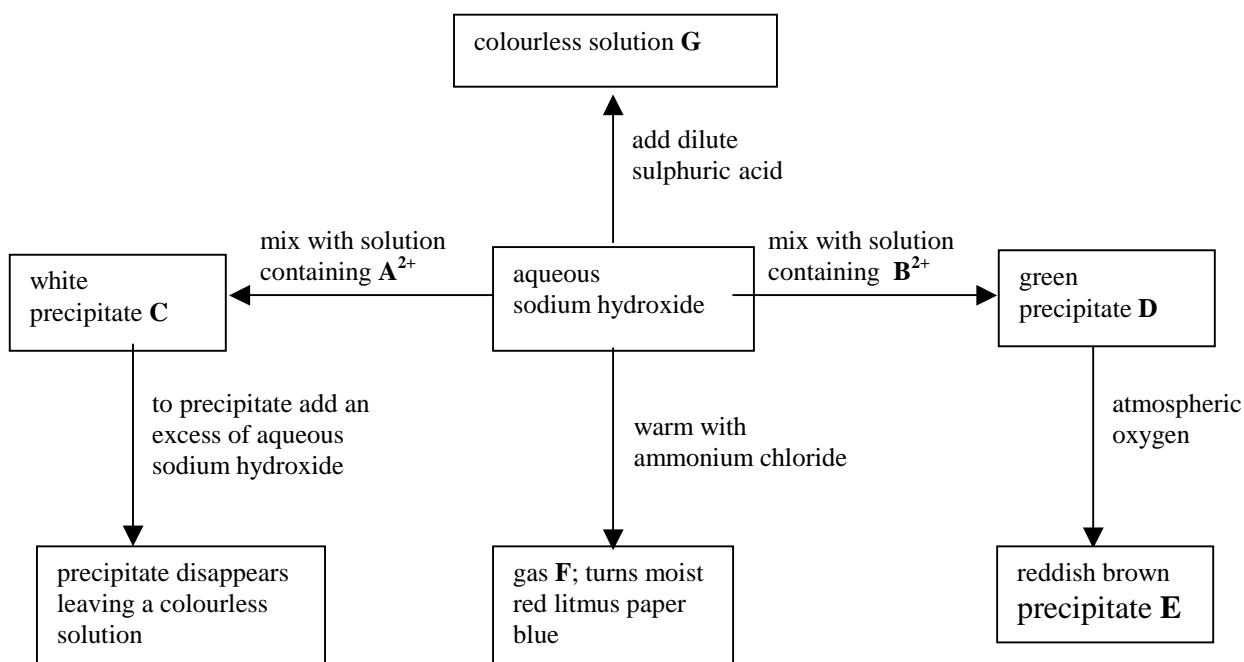 colourless solution G
add dilute
sulphuric acid
mix with solution
containing A²⁺
mix with solution
containing B²⁺
white
precipitate C
aqueous
sodium hydroxide
green
precipitate D
to precipitate add an
excess of aqueous
sodium hydroxide
warm with
ammonium chloride
atmospheric
oxygen
precipitate disappears
leaving a colourless
solution
gas F; turns moist
red litmus paper
blue
reddish brown
precipitate E